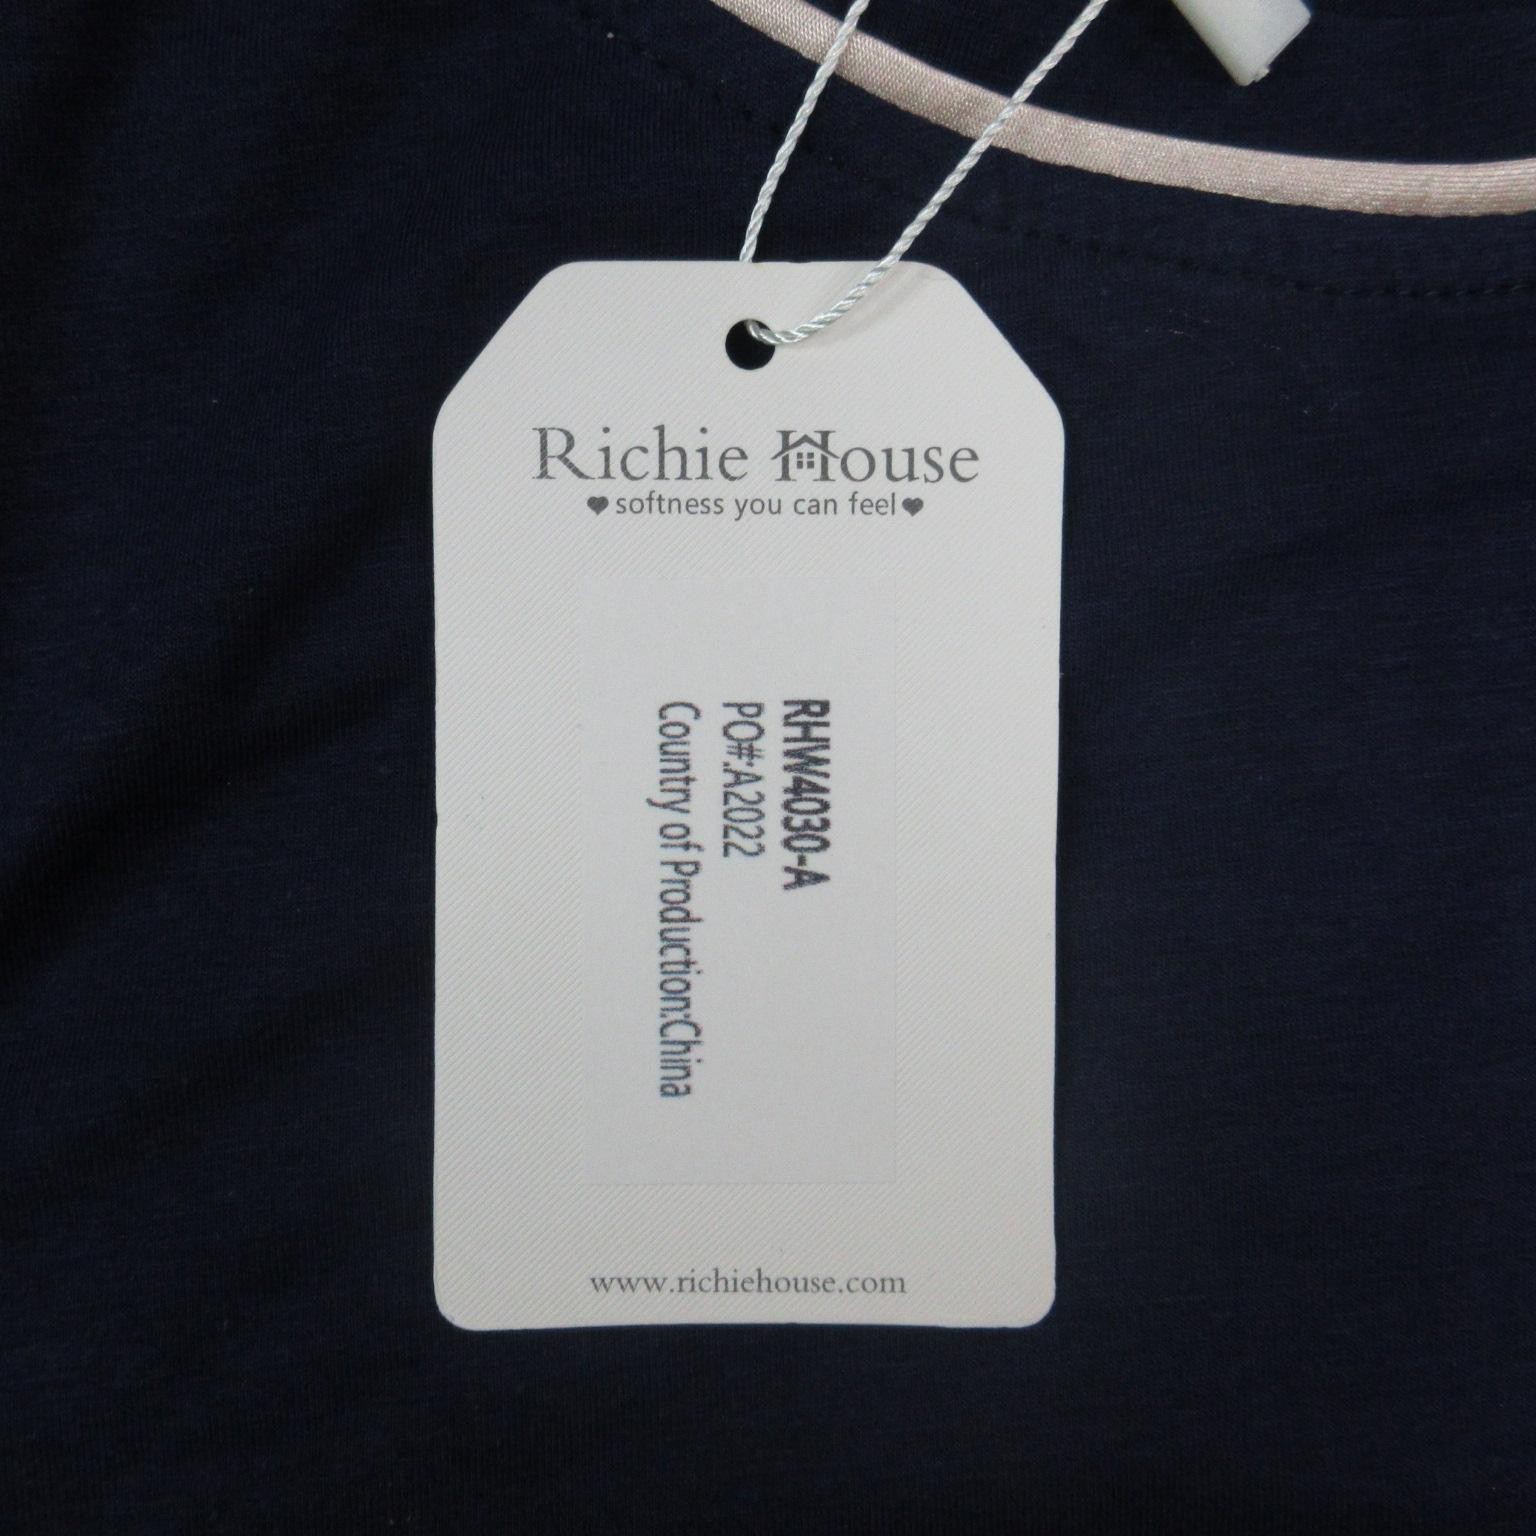 Richie House
♥softness you can feel♥
RHW4030-A
PO#:A2022
Country of Production:China
www.richiehouse.com